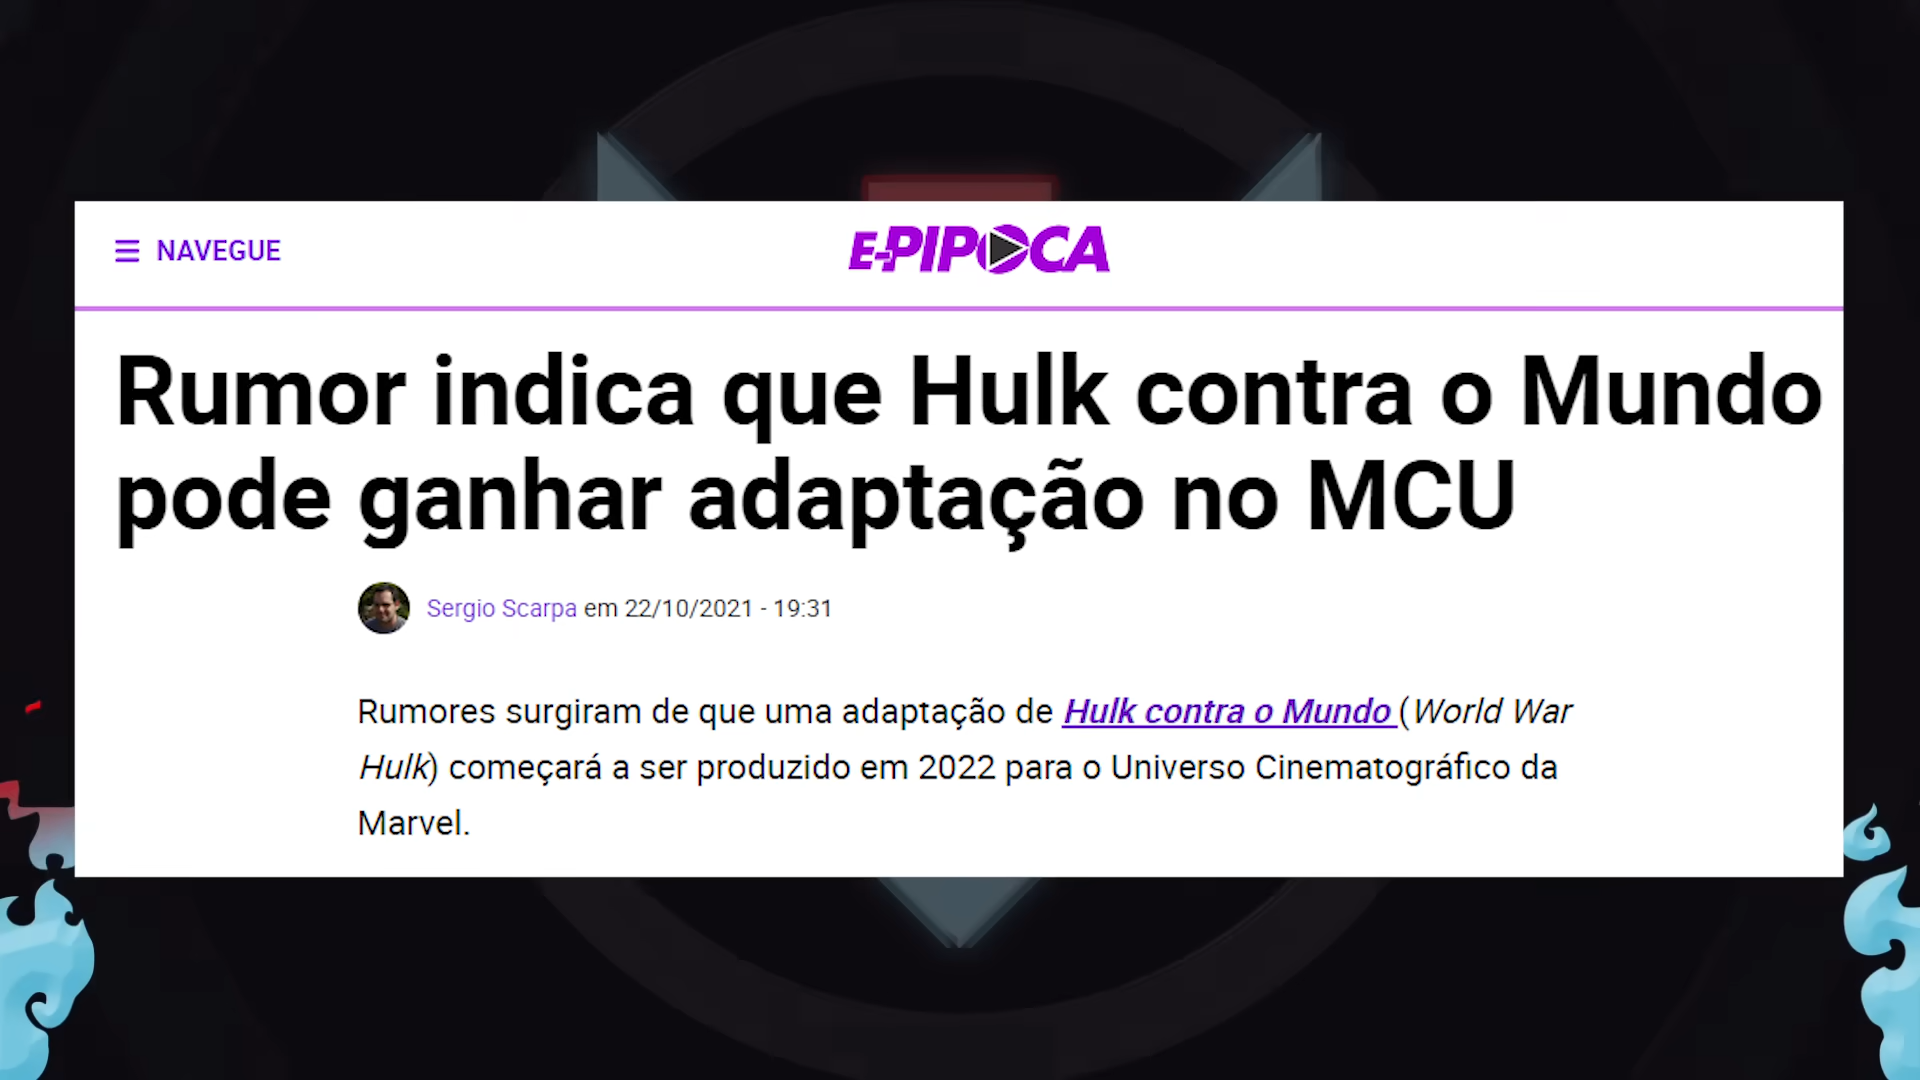 NAVEGUE
E-PIPOCA
Rumor indica que Hulk contra o Mundo
pode ganhar adaptação no MCU
Sergio Scarpa em 22/10/2021 - 19:31
Rumores surgiram de que uma adaptação de Hulk contra o Mundo (World War
Hulk) começará a ser produzido em 2022 para o Universo Cinematográfico da
Marvel.